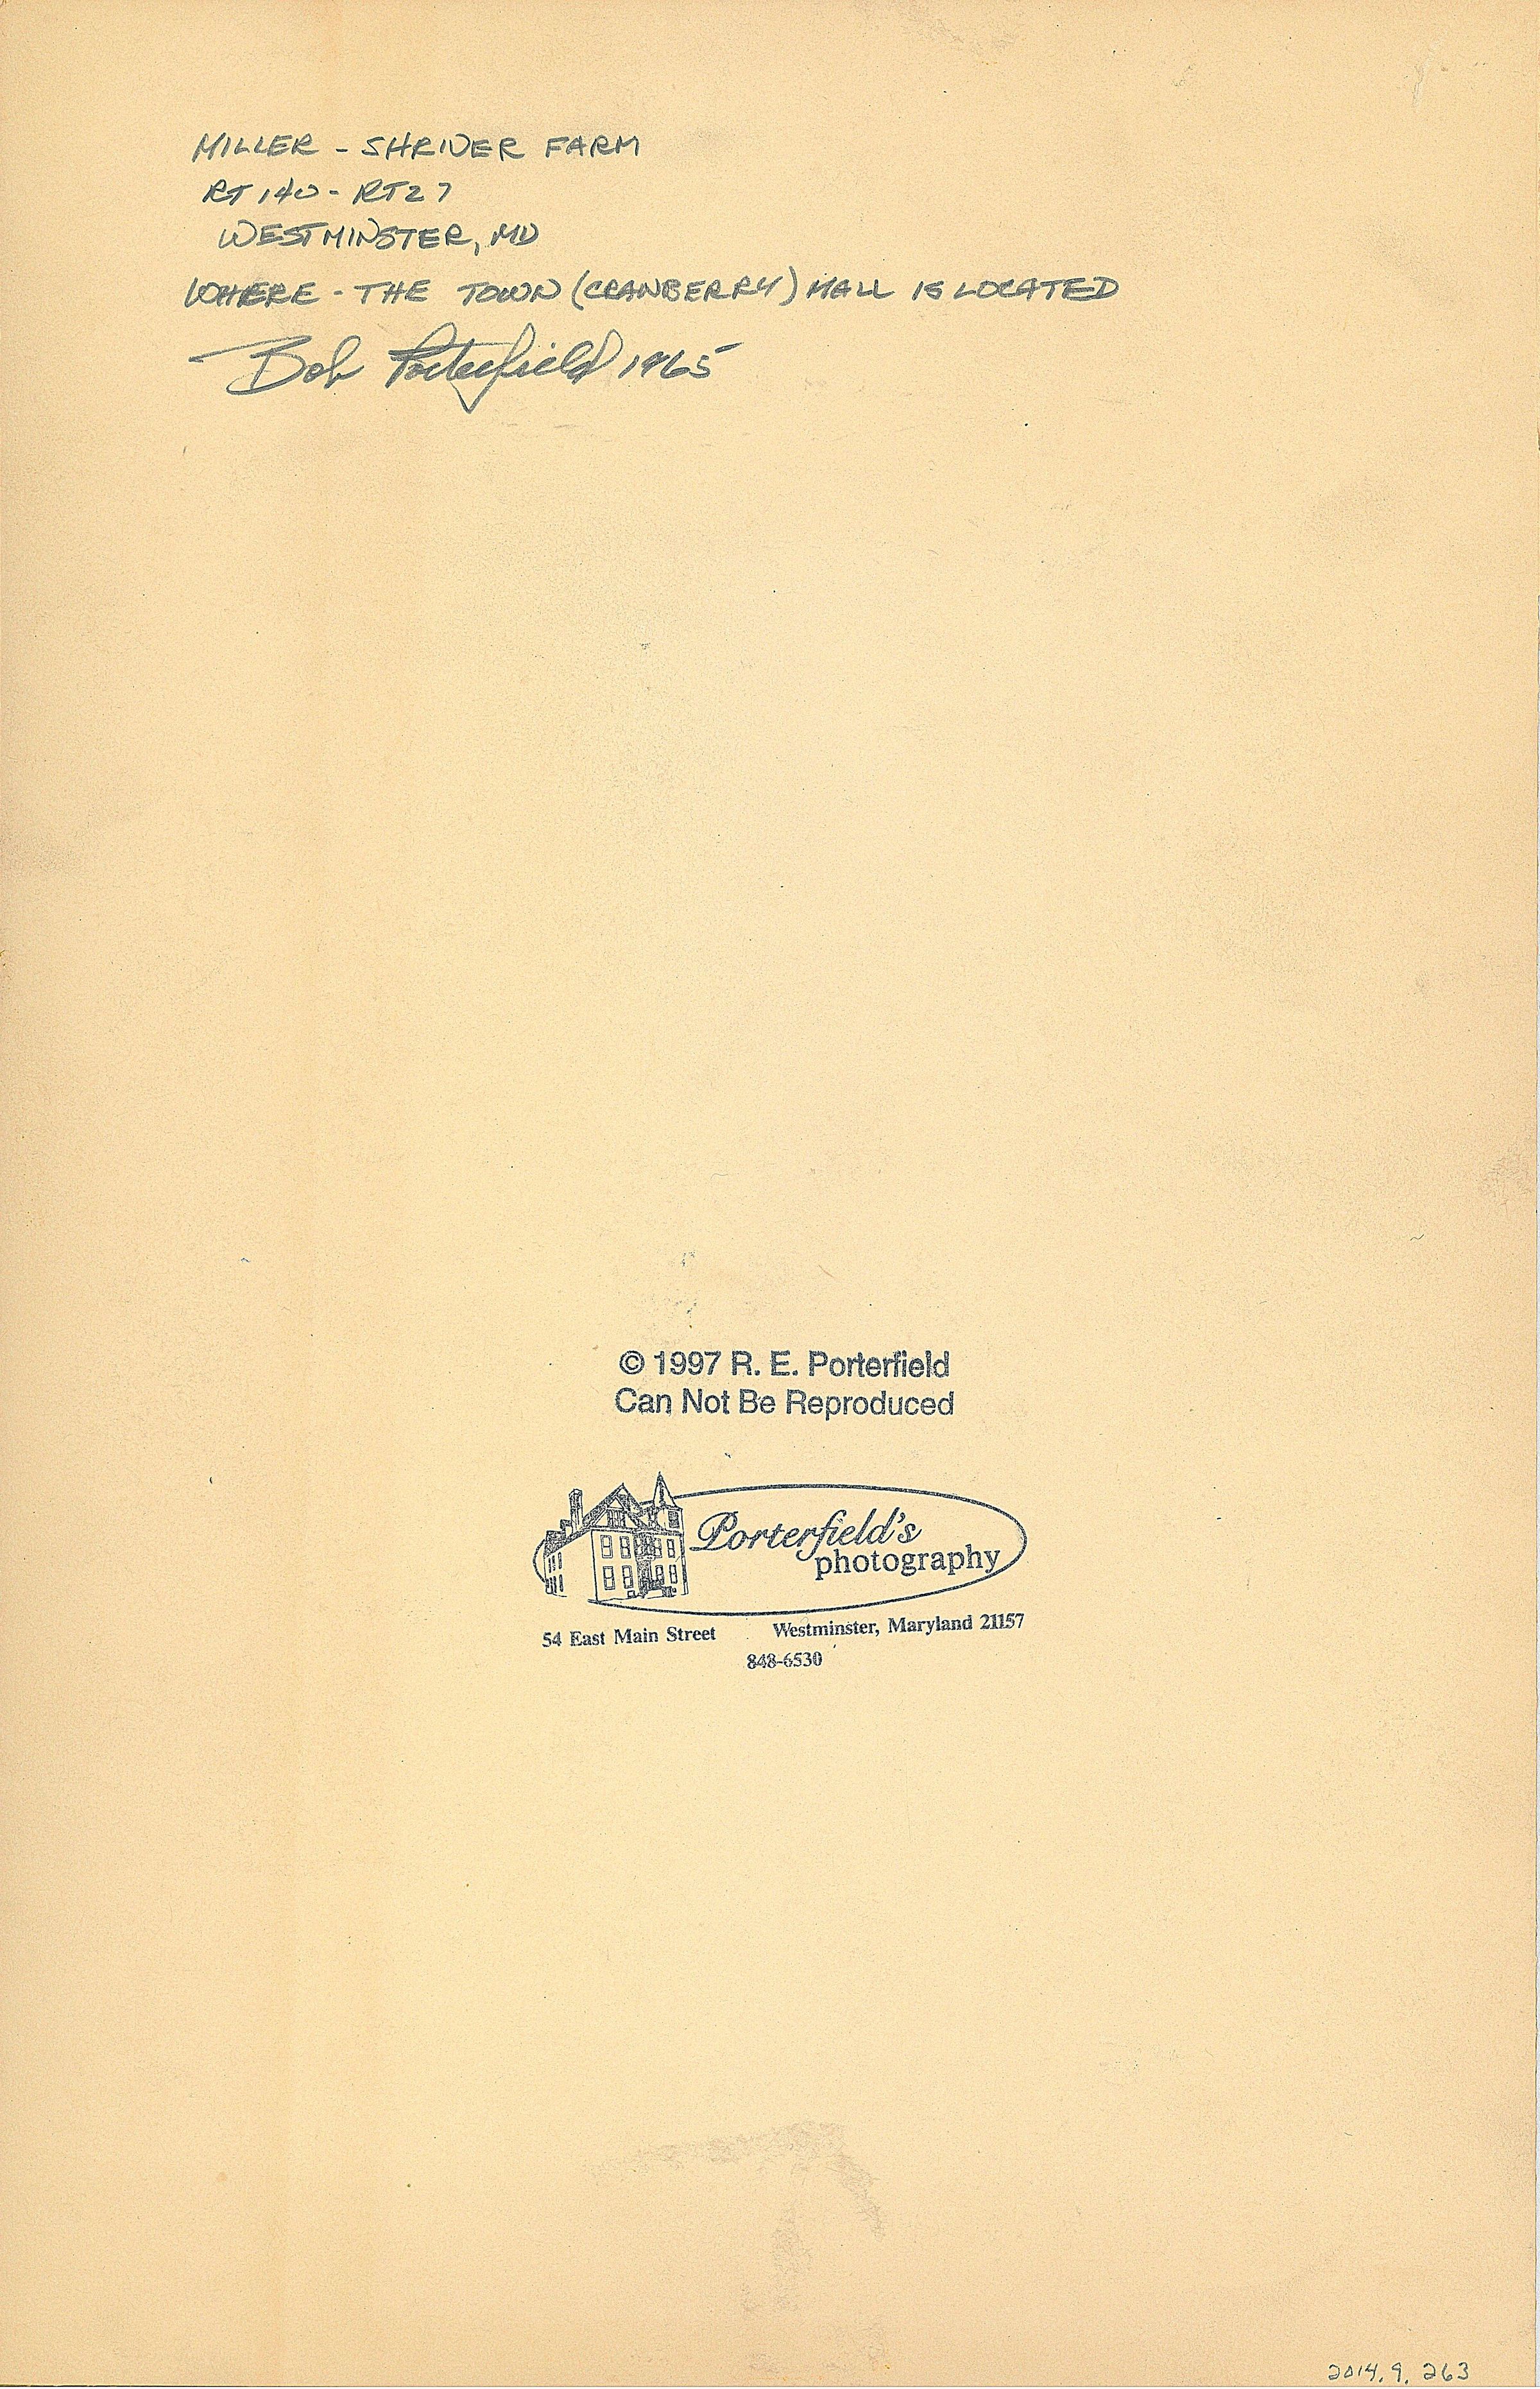 MILLER - SHRIVER FARM
RT 140 - RT 27
WESTMINSTER, MD
WHERE - THE TOWN (CRANBERRY) MALL IS LOCATED
Bob Porterfield 1965
© 1997 R. E. Porterfield
Can Not Be Reproduced
Porterfield's
photography
54 East Main Street Westminster, Maryland 21157
848-6530
2014.9.263